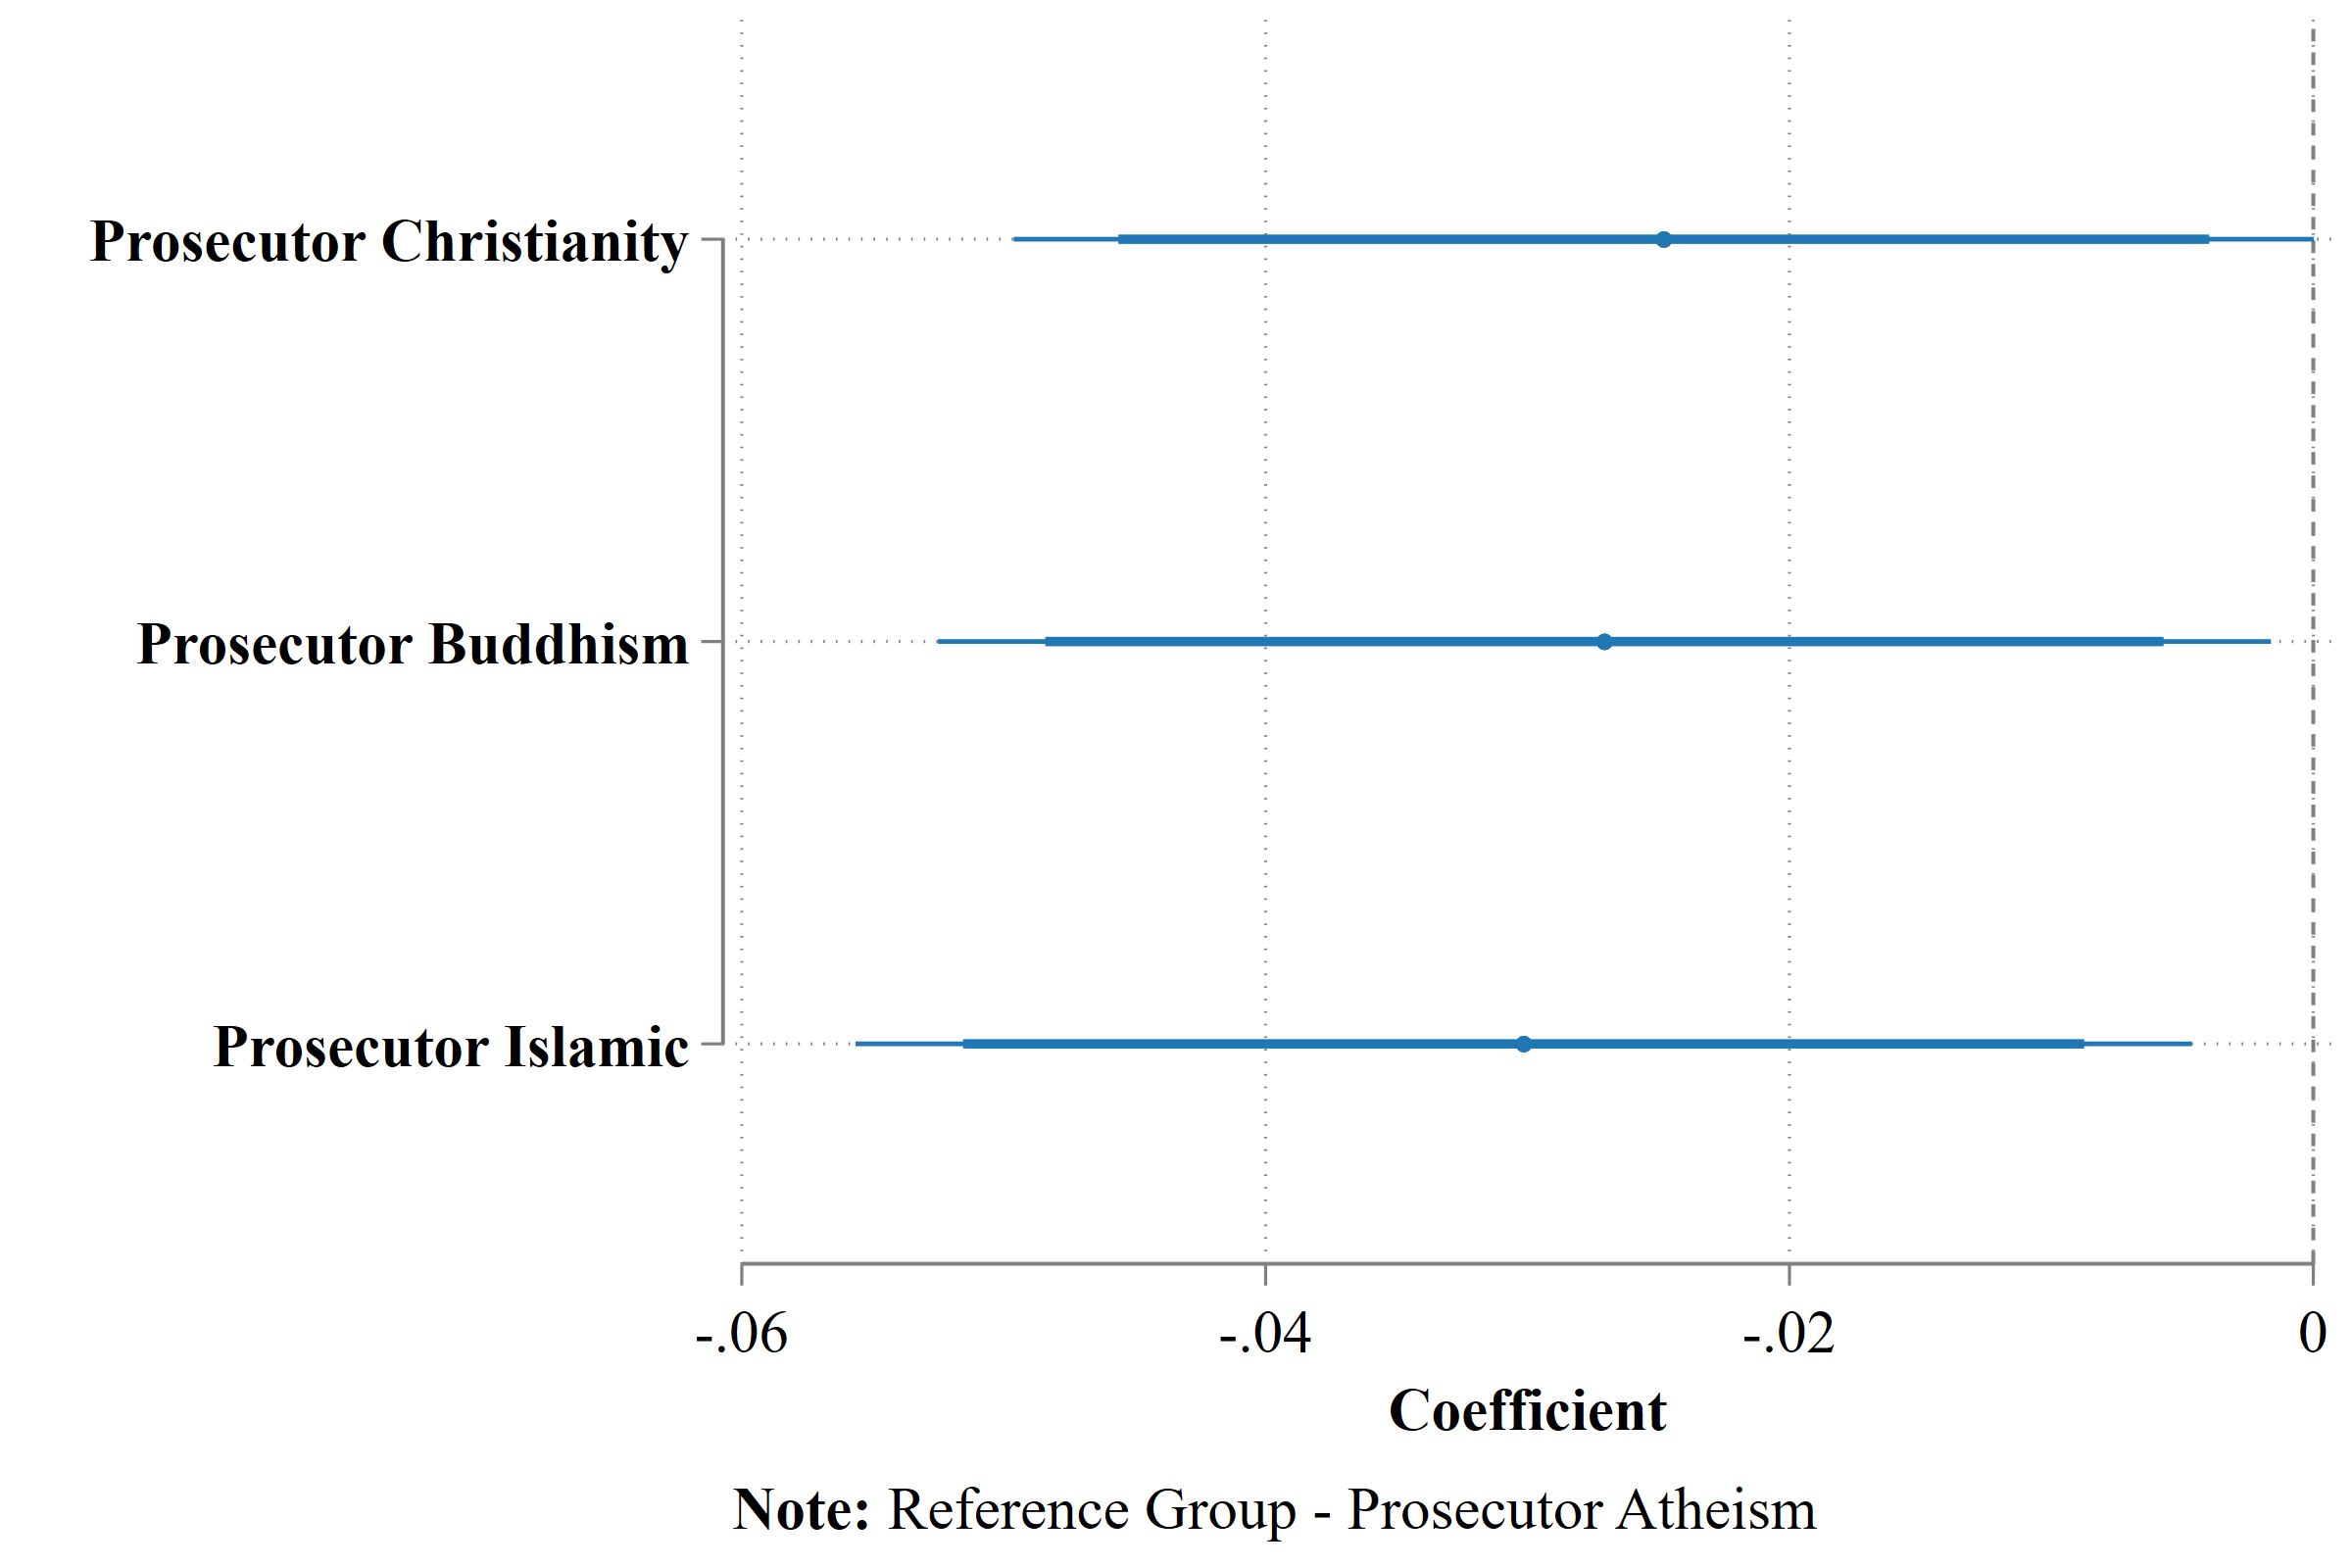 Prosecutor Christianity
Prosecutor Buddhism
Prosecutor Islamic
-.06 -.04 -.02 0
Coefficient
Note: Reference Group - Prosecutor Atheism